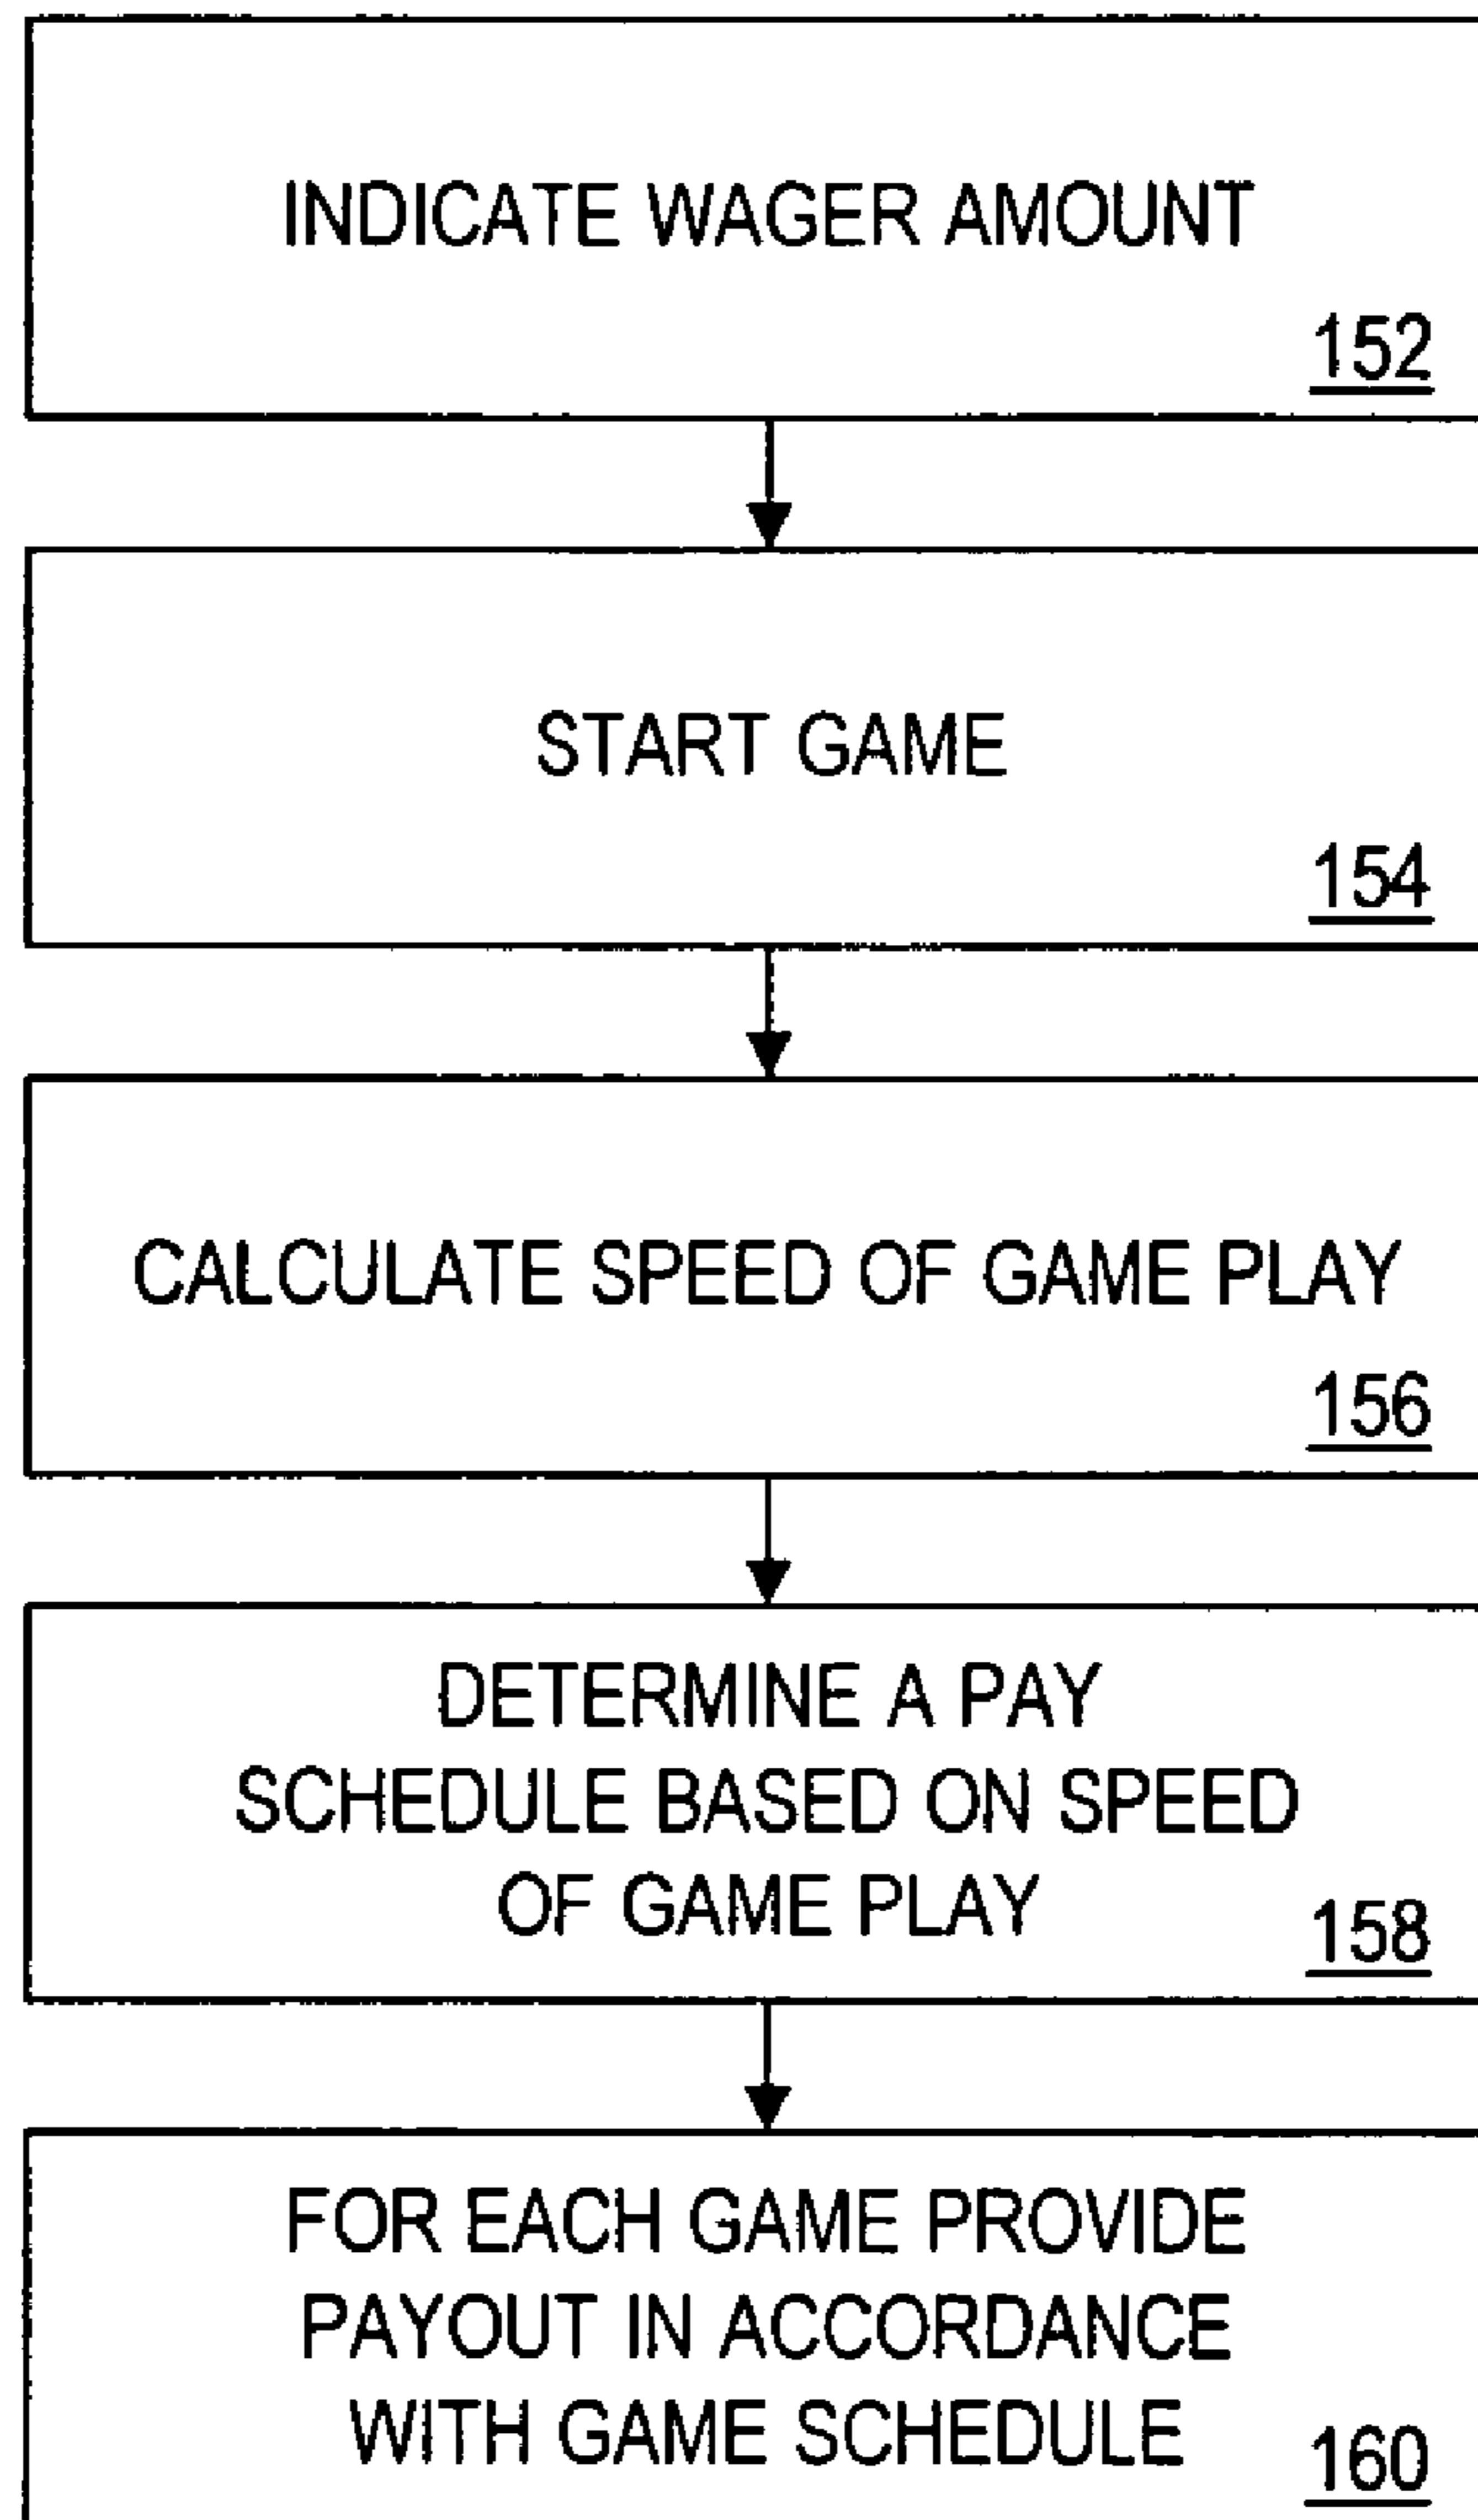 INDICATE WAGER AMOUNT
152
START GAME
154
CALCULATE SPEED OF GAME PLAY
156
DETERMINE A PAY
SCHEDULE BASED ON SPEED
OF GAME PLAY
158
FOR EACH GAME PROVIDE
PAYOUT IN ACCORDANCE
WITH GAME SCHEDULE
160